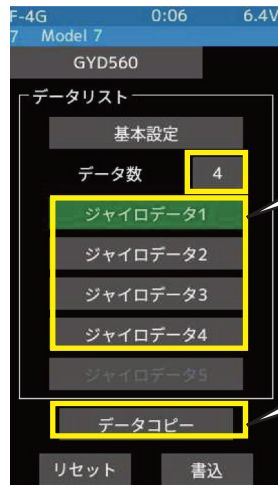 F-4G 0:06 6.4V
7 Model 7
GYD560
データリスト
基本設定
データ数 4
ジャイロデータ1
ジャイロデータ2
ジャイロデータ3
ジャイロデータ4
ジャイロデータ5
データコピー
リセット 書込